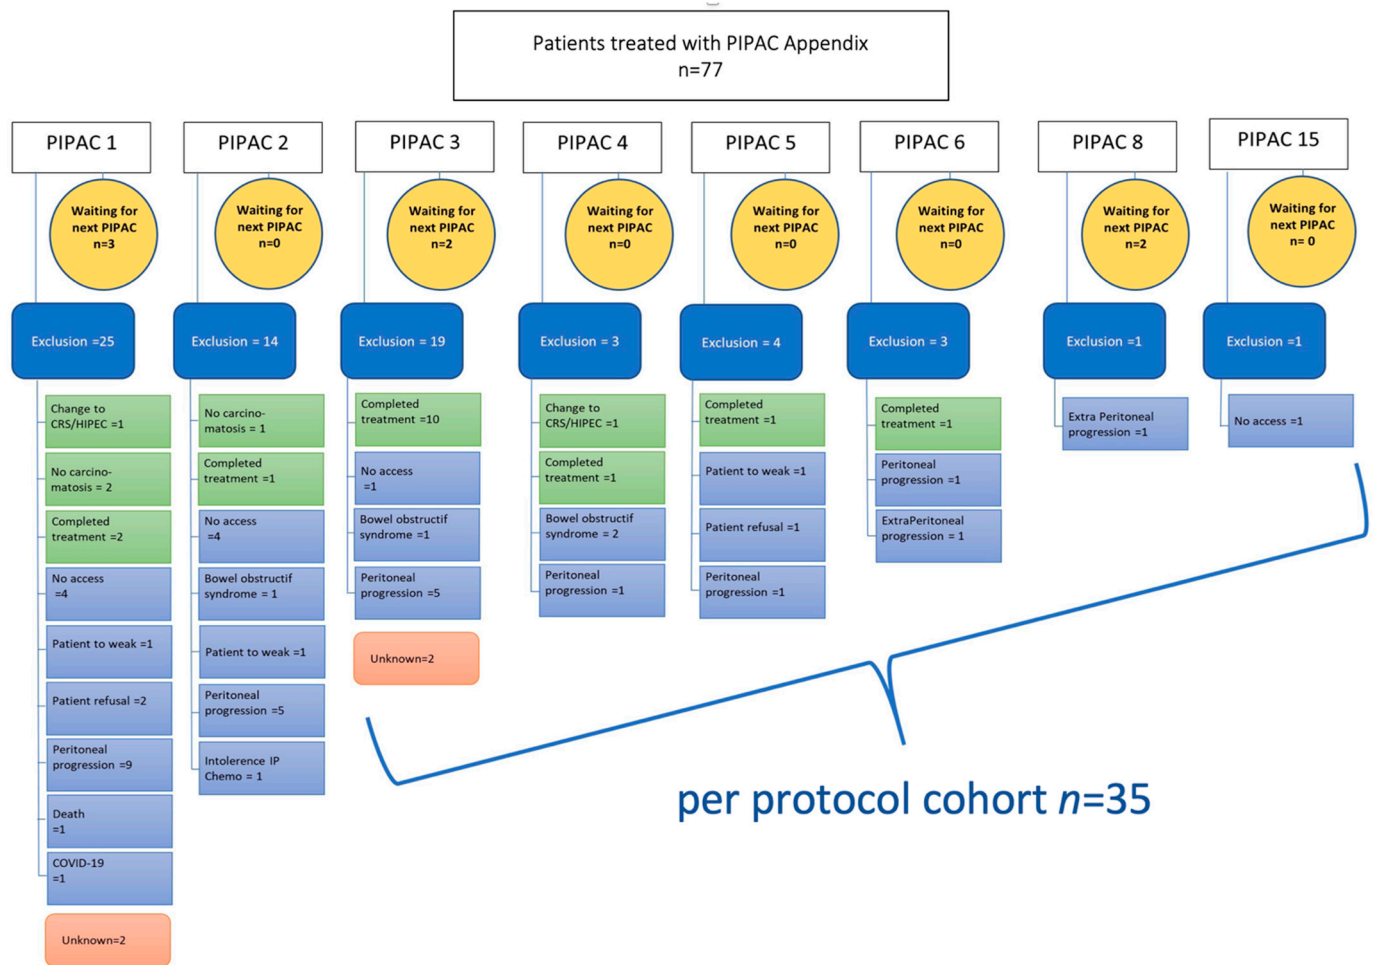 Patients treated with PIPAC Appendix
n=77
PIPAC 1
PIPAC 2
PIPAC 3
PIPAC 4
PIPAC 5
PIPAC 6
PIPAC 8
PIPAC 15
Waiting for
next PIPAC
n=3
Waiting for
next PIPAC
n=0
Waiting for
next PIPAC
n=2
Waiting for
next PIPAC
n=0
Waiting for
next PIPAC
n=0
Waiting for
next PIPAC
n=0
Waiting for
next PIPAC
n=2
Waiting for
next PIPAC
n= 0
Exclusion =25
Exclusion = 14
Exclusion = 19
Exclusion = 3
Exclusion = 4
Exclusion = 3
Exclusion =1
Exclusion =1
Change to
CRS/HIPEC =1
No carcino-
matosis = 2
Completed
treatment =2
No access
=4
Patient to weak =1
Patient refusal =2
Peritoneal
progression =9
Death
=1
COVID-19
=1
Unknown=2
No carcino-
matosis = 1
Completed
treatment =1
No access
=4
Bowel obstructif
syndrome = 1
Patient to weak =1
Peritoneal
progression =5
Intolerence IP
Chemo = 1
Completed
treatment =10
No access
=1
Bowel obstructif
syndrome =1
Peritoneal
progression =5
Unknown=2
Change to
CRS/HIPEC =1
Completed
treatment =1
Bowel obstructif
syndrome = 2
Peritoneal
progression =1
Completed
treatment =1
Patient to weak =1
Patient refusal =1
Peritoneal
progression =1
Completed
treatment =1
Peritoneal
progression =1
ExtraPeritoneal
progression = 1
Extra Peritoneal
progression =1
No access =1
per protocol cohort n=35